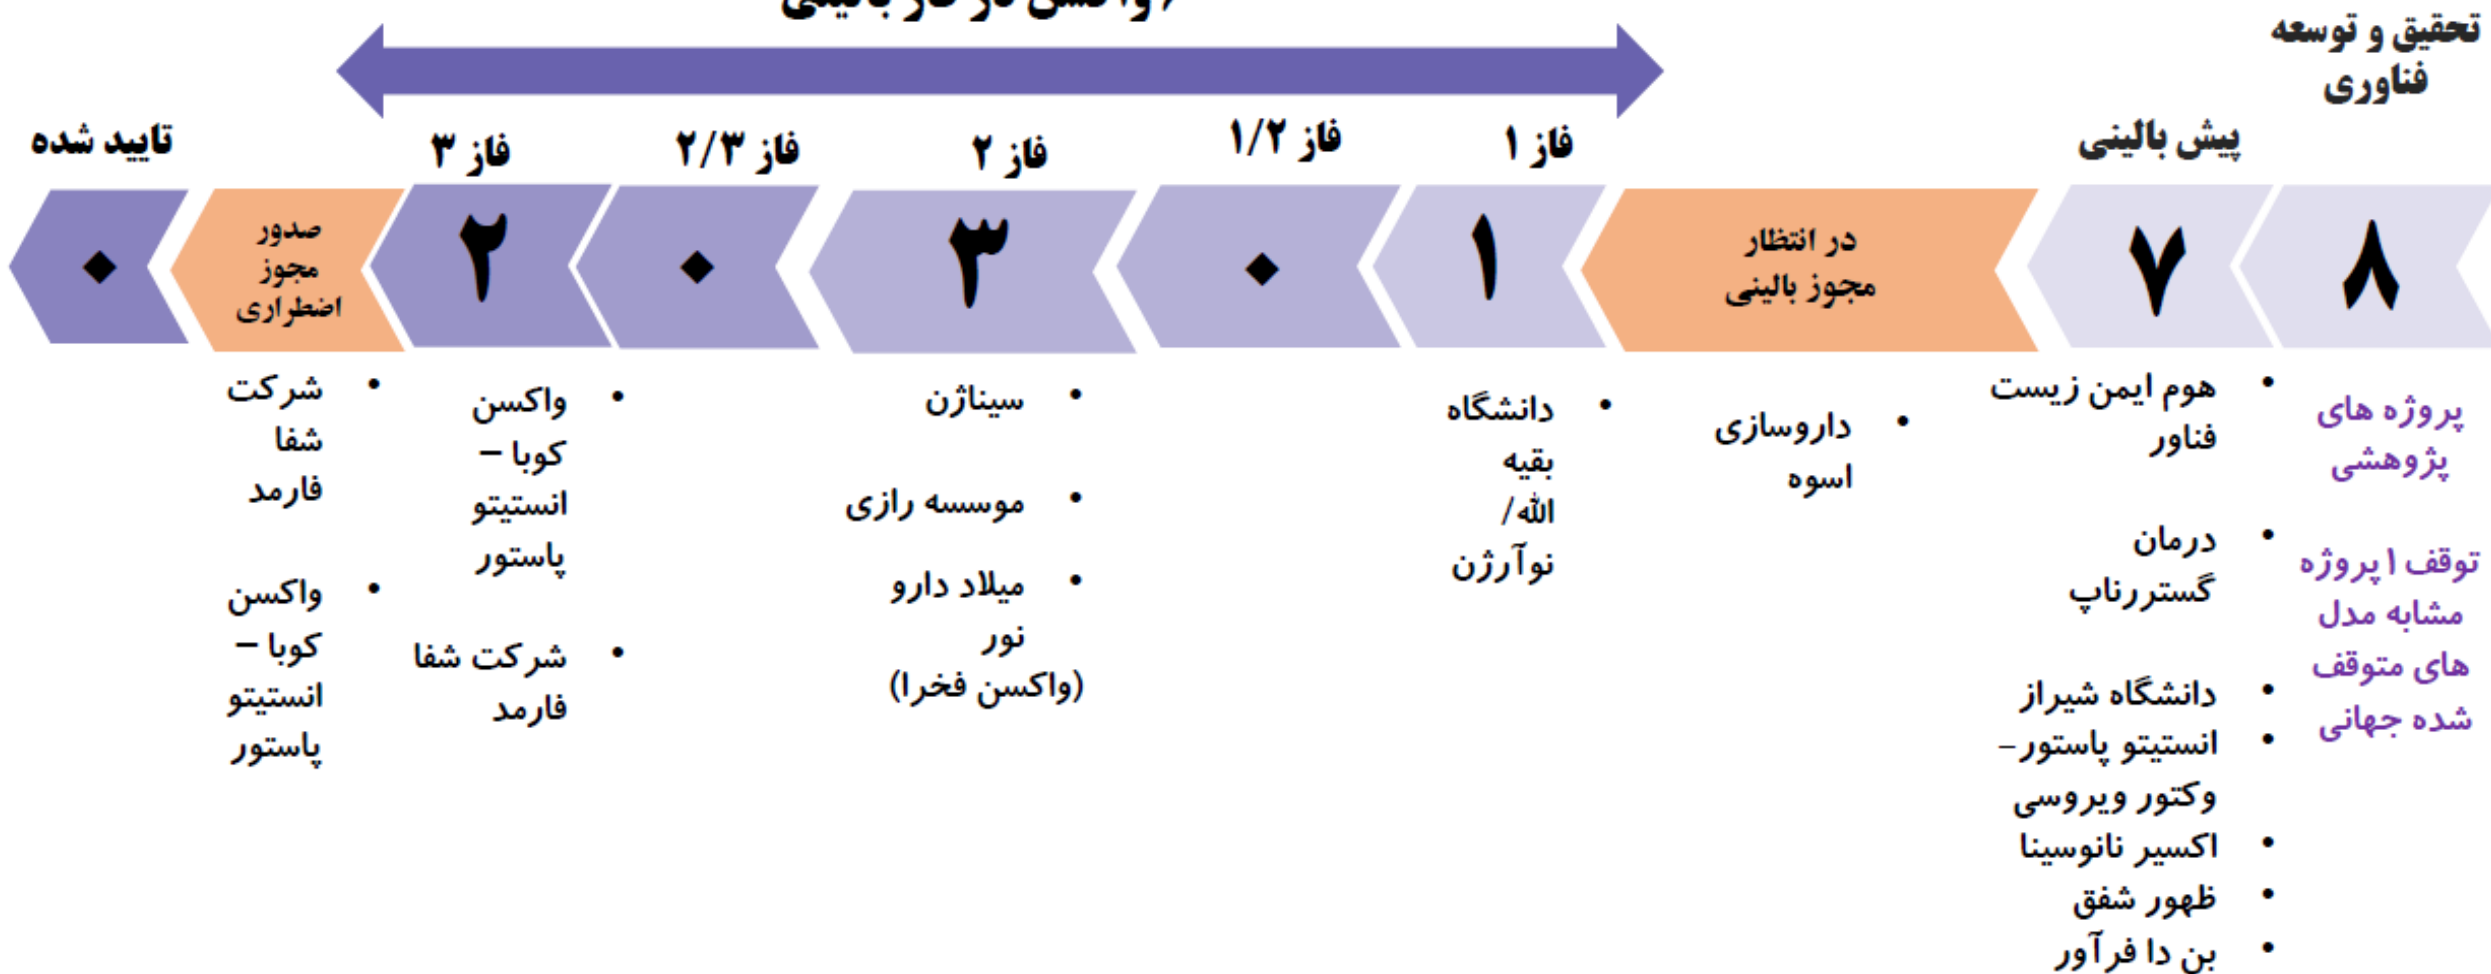 تحقیق و توسعه
فناوری
پیش بالینی
فاز ۱
فاز ۱/۲
فاز ۲
فاز ۲/۳
فاز ۳
تایید شده
۸
۷
در انتظار
مجوز بالینی
۱
۰
۳
۰
۲
صدور
مجوز
اضطراری
۰
پروژه های
پژوهشی
توقف ۱ پروژه
مشابه مدل
های متوقف
شده جهانی
• هوم ایمن زیست
فناور
• درمان
گستررناپ
• دانشگاه شیراز
• انستیتو پاستور-
وکتور ویروسی
• اکسیر نانوسینا
• ظهور شفق
• بن دا فرآور
• داروسازی
اسوه
• دانشگاه
بقیه
الله/
نوآرژن
• سیناژن
• موسسه رازی
• میلاد دارو
نور
(واکسن فخرا)
• واکسن
کوبا –
انستیتو
پاستور
• شرکت شفا
فارمد
• شرکت
شفا
فارمد
• واکسن
کوبا –
انستیتو
پاستور